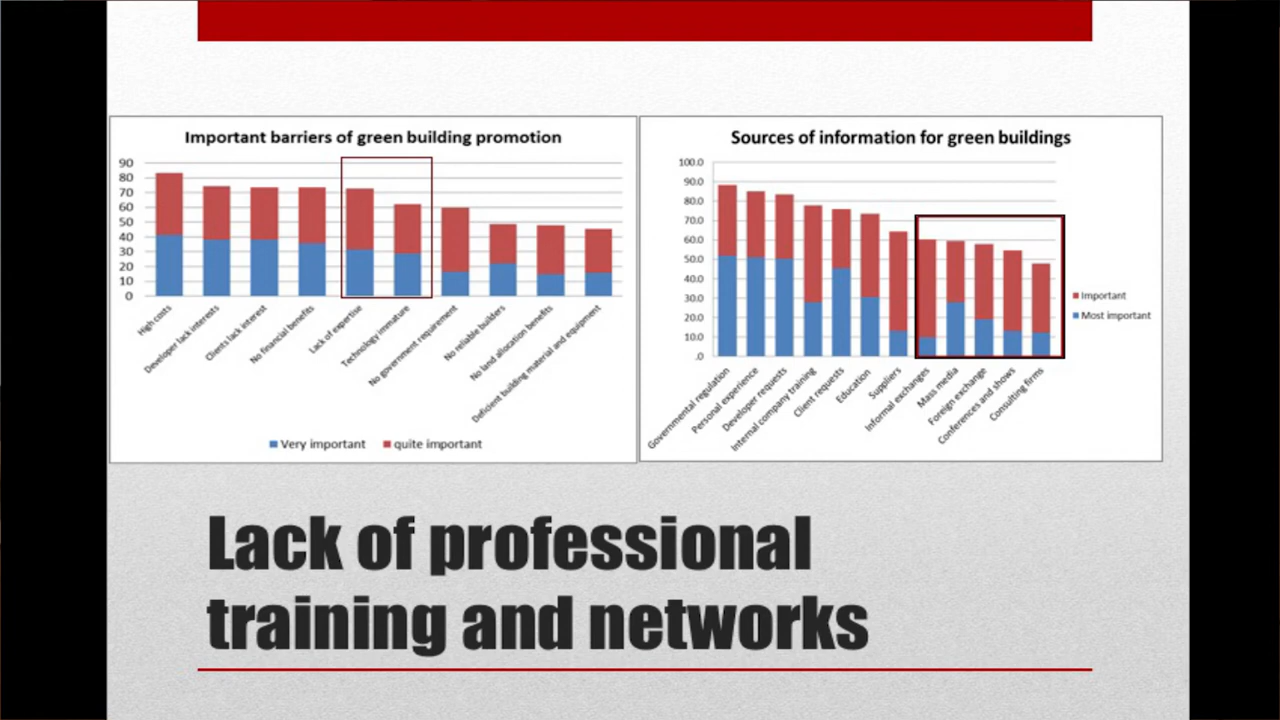 Important barriers of green building promotion
90
80
70
60
50
40
30
20
10
0
High costs
Developer lack interests
Clients lack interest
No financial benefits
Lack of expertise
Technology immature
No government requirement
No reliable builders
No land allocation benefits
Deficient building material and equipment
Very important
quite important
Sources of information for green buildings
100.0
90.0
80.0
70.0
60.0
50.0
40.0
30.0
20.0
10.0
.0
Governmental regulation
Personal experience
Developer requests
Internal company training
Client requests
Education
Suppliers
Informal exchanges
Mass media
Foreign exchange
Conferences and shows
Consulting firms
Important
Most important
Lack of professional
training and networks